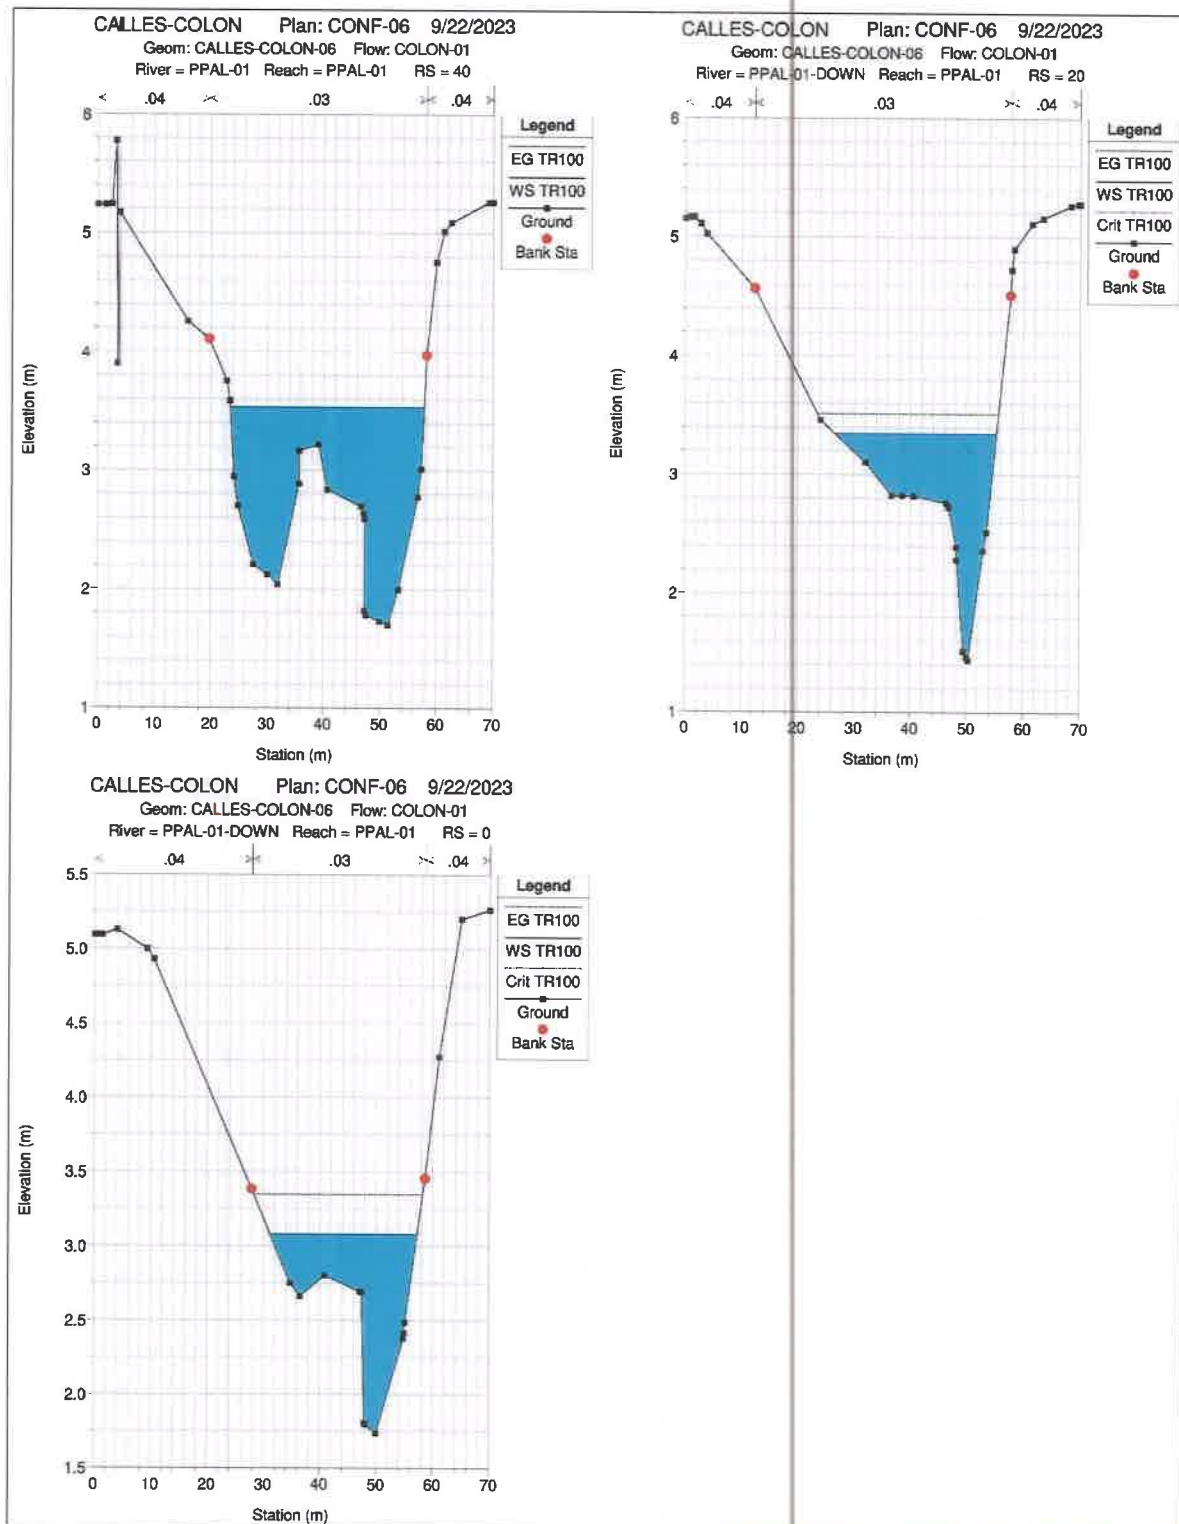 CALLES-COLON Plan: CONF-06 9/22/2023
Geom: CALLES-COLON-06 Flow: COLON-01
River = PPAL-01 Reach = PPAL-01 RS = 40
.04 .03 .04
Legend
EG TR100
WS TR100
Ground
Bank Sta
6
5
4
3
2
1
Elevation (m)
0 10 20 30 40 50 60 70
Station (m)
CALLES-COLON Plan: CONF-06 9/22/2023
Geom: CALLES-COLON-06 Flow: COLON-01
River = PPAL-01-DOWN Reach = PPAL-01 RS = 20
.04 .03 .04
Legend
EG TR100
WS TR100
Crit TR100
Ground
Bank Sta
6
5
4
3
2
1
Elevation (m)
0 10 20 30 40 50 60 70
Station (m)
CALLES-COLON Plan: CONF-06 9/22/2023
Geom: CALLES-COLON-06 Flow: COLON-01
River = PPAL-01-DOWN Reach = PPAL-01 RS = 0
.04 .03 .04
Legend
EG TR100
WS TR100
Crit TR100
Ground
Bank Sta
5.5
5.0
4.5
4.0
3.5
3.0
2.5
2.0
1.5
Elevation (m)
0 10 20 30 40 50 60 70
Station (m)